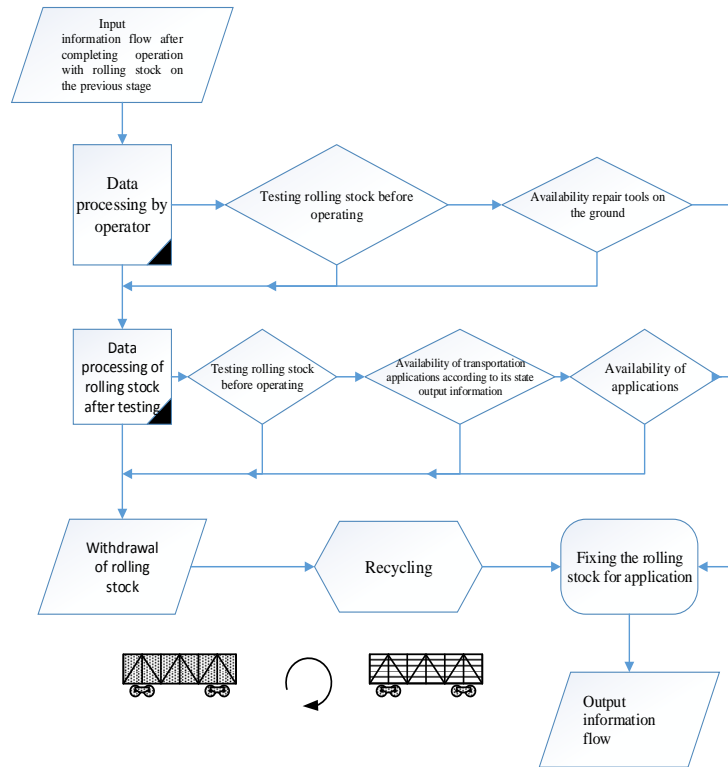 Input
information flow after
completing operation
with rolling stock on
the previous stage
Data
processing by
operator
Testing rolling stock before
operating
Availability repair tools on
the ground
Data
processing of
rolling stock
after testing
Testing rolling stock
before operating
Availability of transportation
applications according to its state
output information
Availability of
applications
Withdrawal
of rolling
stock
Recycling
Fixing the rolling
stock for application
Output
information
flow